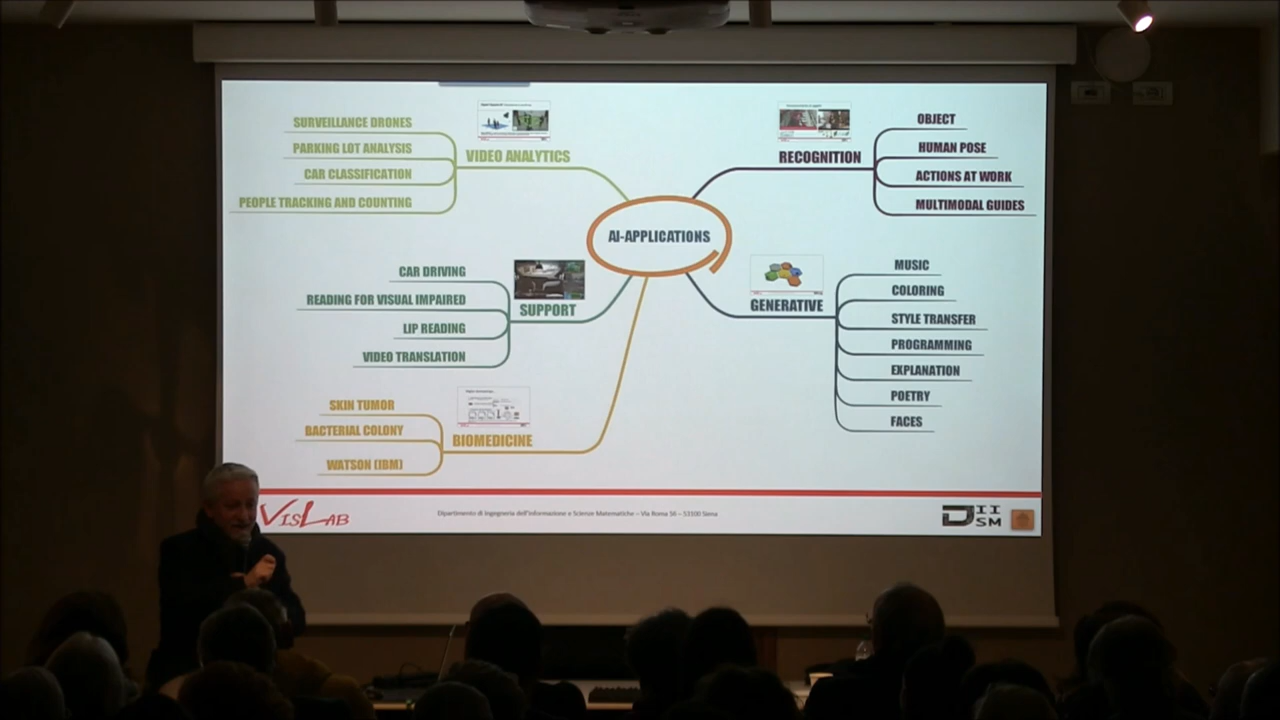 SURVEILLANCE DRONES
PARKING LOT ANALYSIS
CAR CLASSIFICATION
PEOPLE TRACKING AND COUNTING
VIDEO ANALYTICS
RECOGNITION
OBJECT
HUMAN POSE
ACTIONS AT WORK
MULTIMODAL GUIDES
AI-APPLICATIONS
CAR DRIVING
READING FOR VISUAL IMPAIRED
LIP READING
VIDEO TRANSLATION
SUPPORT
GENERATIVE
MUSIC
COLORING
STYLE TRANSFER
PROGRAMMING
EXPLANATION
POETRY
FACES
SKIN TUMOR
BACTERIAL COLONY
WATSON (IBM)
BIOMEDICINE
VISLAB
Dipartimento di Ingegneria dell'Informazione e Scienze Matematiche – Via Roma 56 – 53100 Siena
DIISM